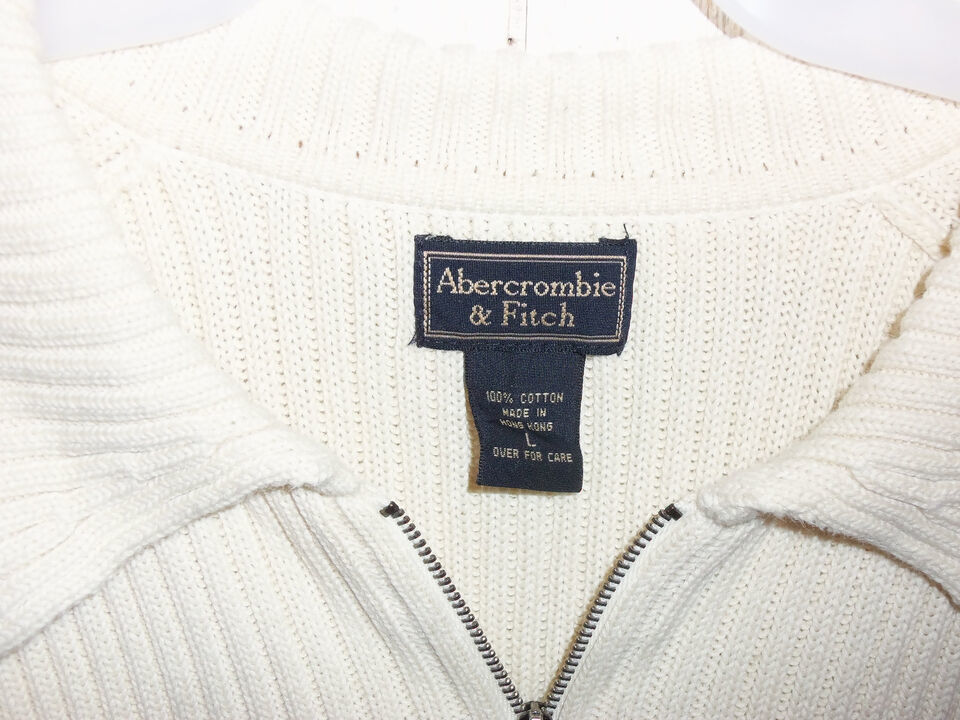 Abercrombie
& Fitch
100% COTTON
MADE IN
HONG KONG
L
OVER FOR CARE